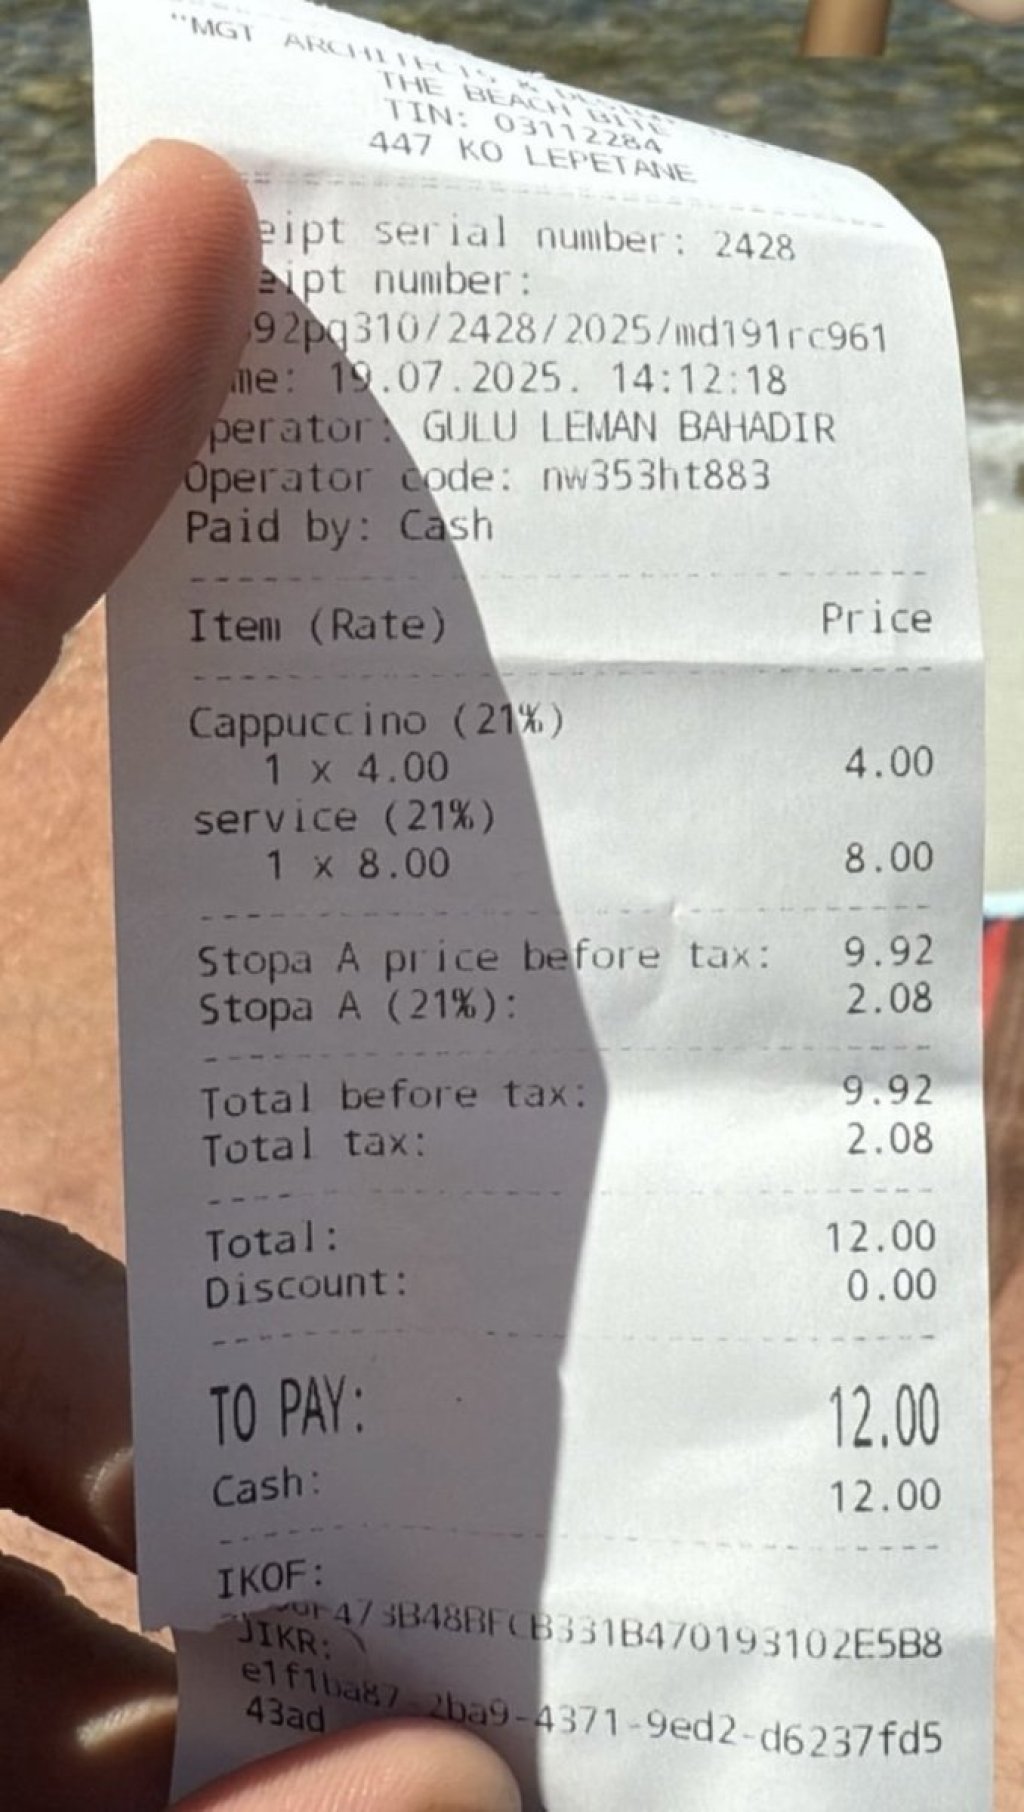 "MGT ARCHITECTS & DESIGN
THE BEACH BITE
TIN: 03112284
447 KO LEPETANE
eipt serial number: 2428
eipt number:
92pq310/2428/2025/md191rc961
me: 19.07.2025. 14:12:18
perator: GULU LEMAN BAHADIR
Operator code: nw353ht883
Paid by: Cash
Item (Rate) Price
Cappuccino (21%)
1 x 4.00 4.00
service (21%)
1 x 8.00 8.00
Stopa A price before tax: 9.92
Stopa A (21%): 2.08
Total before tax: 9.92
Total tax: 2.08
Total: 12.00
Discount: 0.00
TO PAY: 12.00
Cash: 12.00
IKOF:
473B48BFCB331B470193102E5B8
JIKR:
e1f1ba87-2ba9-4371-9ed2-d6237fd5
43ad